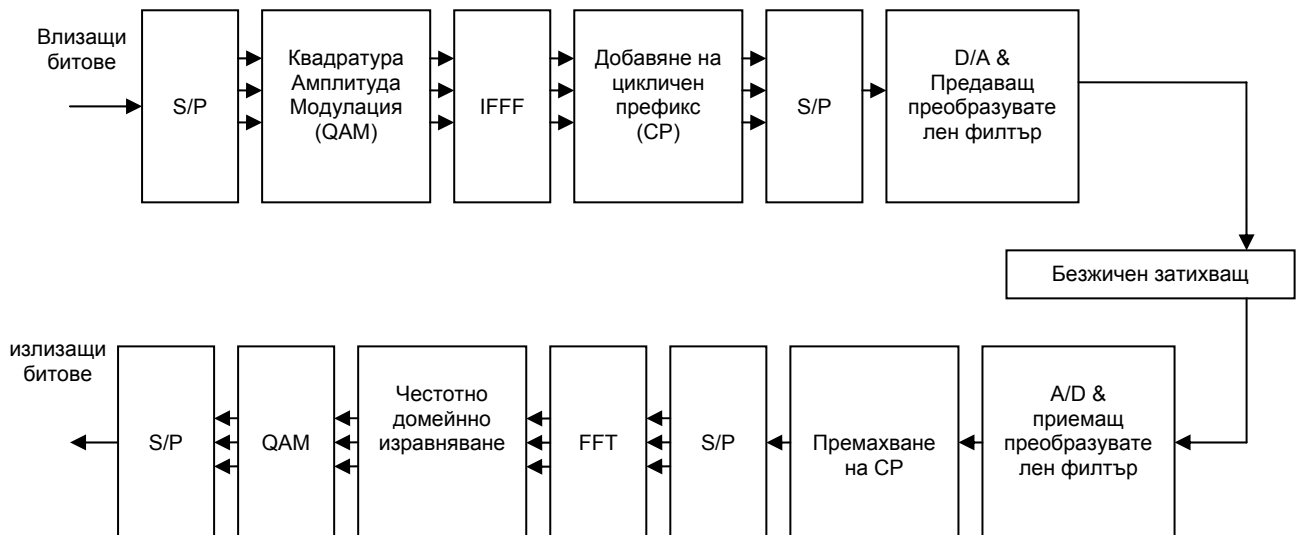 Влизащи
битове
S/P
Квадратура
Амплитуда
Модулация
(QAM)
IFFF
Добавяне на
цикличен
префикс
(CP)
S/P
D/A &
Предаващ
преобразувате
лен филтър
Безжичен затихващ
излизащи
битове
S/P
QAM
Честотно
домейнно
изравняване
FFT
S/P
Премахване
на CP
A/D &
приемащ
преобразувате
лен филтър